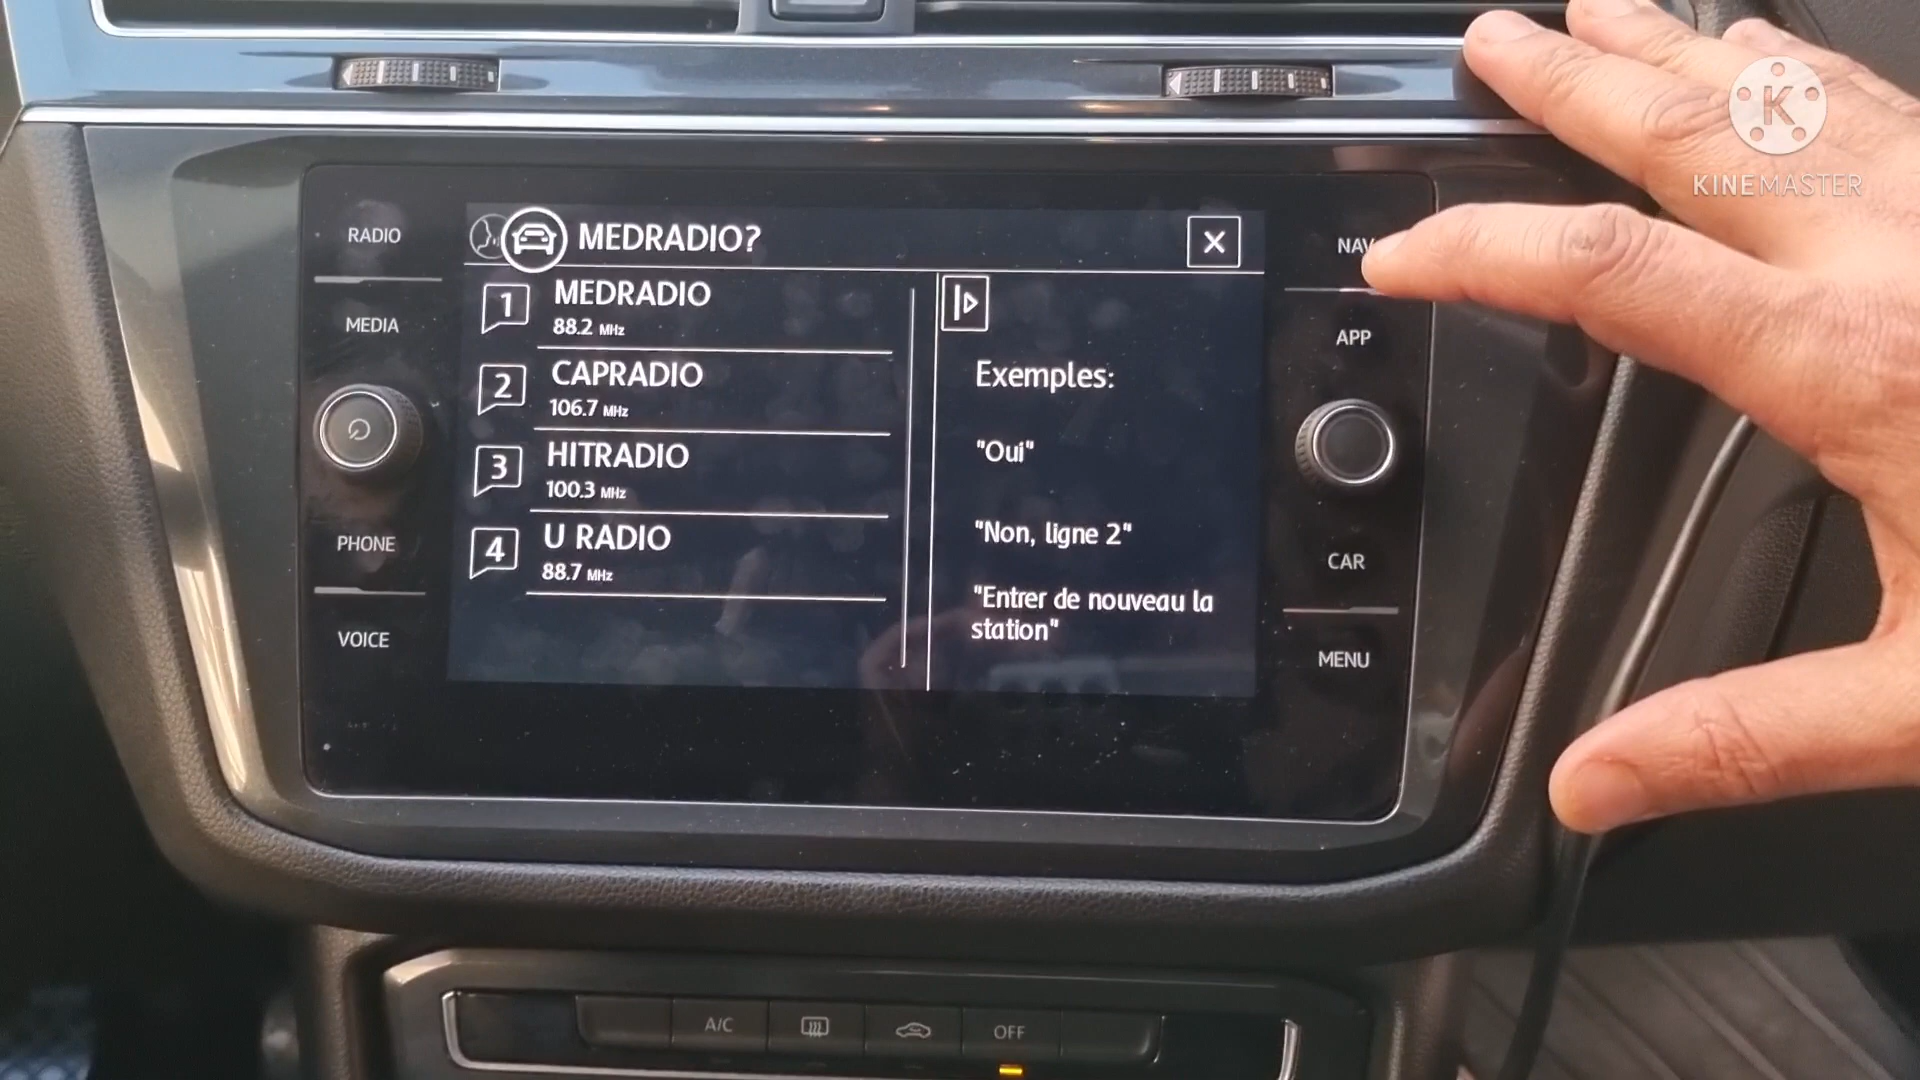 KINEMASTER
RADIO
MEDIA
PHONE
VOICE
MEDRADIO?
1
MEDRADIO
88.2 MHz
2
CAPRADIO
106.7 MHz
3
HITRADIO
100.3 MHz
4
U RADIO
88.7 MHz
Exemples:
"Oui"
"Non, ligne 2"
"Entrer de nouveau la
station"
NAV
APP
CAR
MENU
A/C
OFF